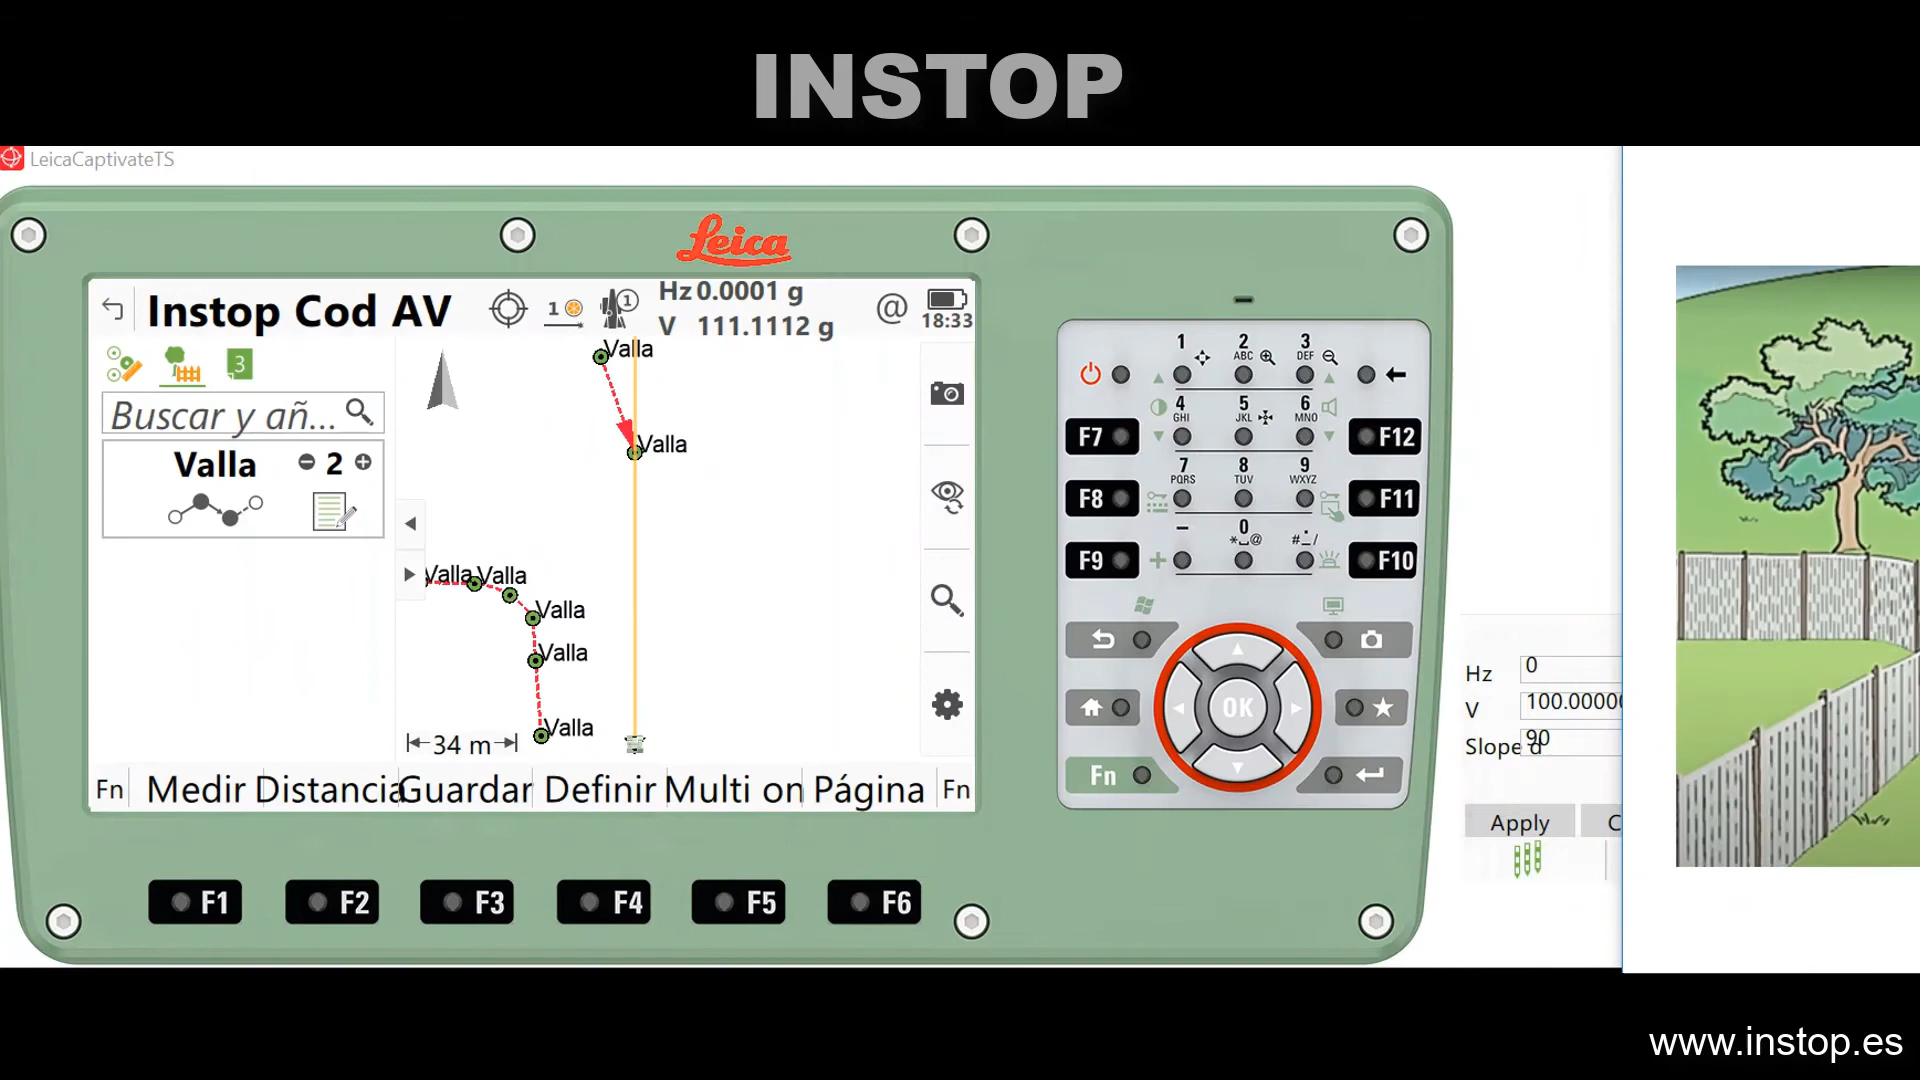 INSTOP
LeicaCaptivateTS
Leica
Instop Cod AV
1
1
Hz 0.0001 g
V 111.1112 g
@
18:33
3
Buscar y añ...
Valla
2
Valla
Valla
Valla
Valla
Valla
Valla
Valla
34 m
Fn
Medir
Distancia
Guardar
Definir
Multi on
Página
Fn
F1
F2
F3
F4
F5
F6
1
2 ABC
3 DEF
F7
4 GHI
5 JKL
6 MNO
F12
F8
7 PQRS
8 TUV
9 WXYZ
F11
F9
-
0 *␣@
#./
F10
OK
Fn
Hz 0
V 100.0000
Slope d 90
Apply
C
www.instop.es